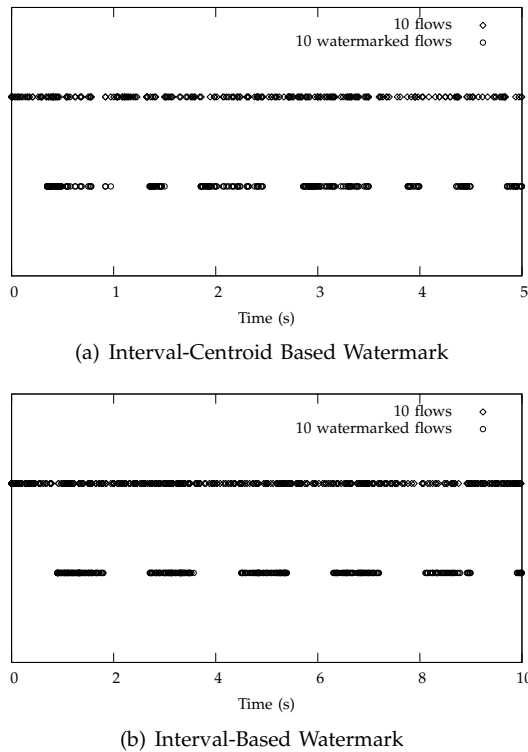 10 flows
10 watermarked flows
0 1 2 3 4 5
Time (s)
(a) Interval-Centroid Based Watermark
10 flows
10 watermarked flows
0 2 4 6 8 10
Time (s)
(b) Interval-Based Watermark